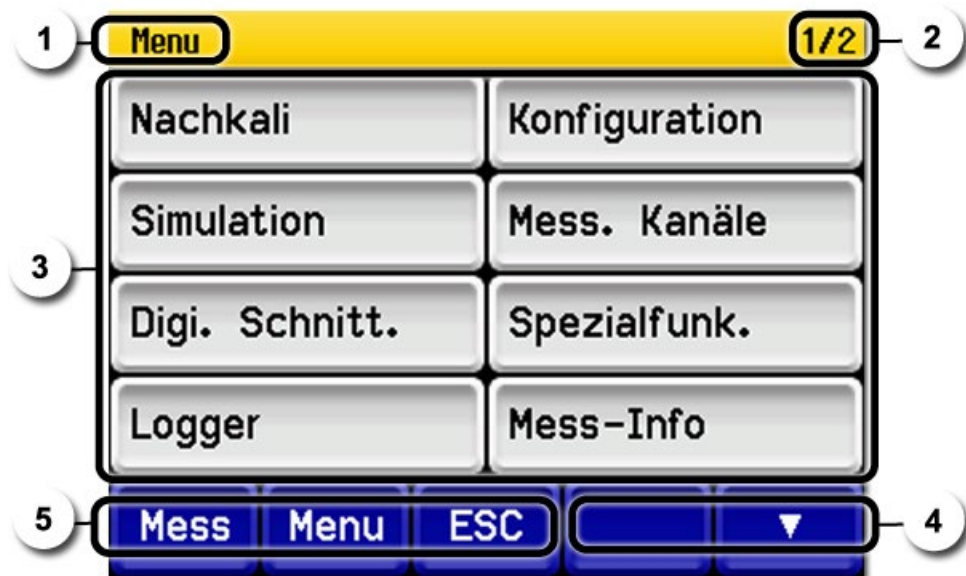 1 Menu 1/2 2
Nachkali Konfiguration
Simulation Mess. Kanäle
3
Digi. Schnitt. Spezialfunk.
Logger Mess-Info
5 Mess Menu ESC ▼ 4